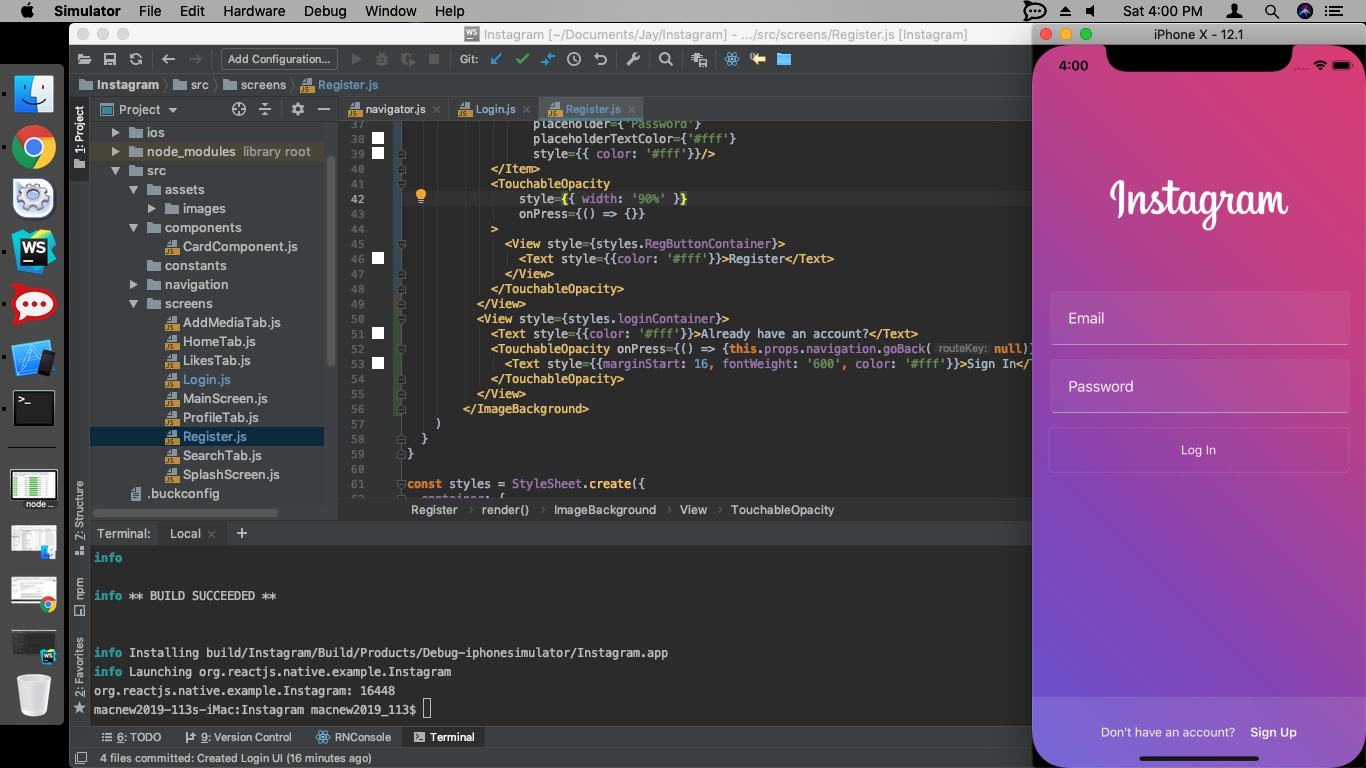 Simulator File Edit Hardware Debug Window Help Sat 4:00 PM
WS Instagram [~/Documents/Jay/Instagram] - .../src/screens/Register.js [Instagram]
Add Configuration... Git:
Instagram src screens Register.js
Project
navigator.js Login.js Register.js
1: Project
ios
node_modules library root
src
assets
images
components
CardComponent.js
constants
navigation
screens
AddMediaTab.js
HomeTab.js
LikesTab.js
Login.js
MainScreen.js
ProfileTab.js
Register.js
SearchTab.js
SplashScreen.js
.buckconfig
37 placeholder={'Password'}
38 placeholderTextColor={'#fff'}
39 style={{ color: '#fff'}}/>
40 </Item>
41 <TouchableOpacity
42 style={{ width: '90%' }}
43 onPress={() => {}}
44 >
45 <View style={styles.RegButtonContainer}>
46 <Text style={{color: '#fff'}}>Register</Text>
47 </View>
48 </TouchableOpacity>
49 </View>
50 <View style={styles.loginContainer}>
51 <Text style={{color: '#fff'}}>Already have an account?</Text>
52 <TouchableOpacity onPress={() => {this.props.navigation.goBack( routeKey: null)
53 <Text style={{marginStart: 16, fontWeight: '600', color: '#fff'}}>Sign In</
54 </TouchableOpacity>
55 </View>
56 </ImageBackground>
57 )
58 }
59 }
60
61 const styles = StyleSheet.create({
62 container: {
Register render() ImageBackground View TouchableOpacity
Terminal: Local +
info
info ** BUILD SUCCEEDED **
info Installing build/Instagram/Build/Products/Debug-iphonesimulator/Instagram.app
info Launching org.reactjs.native.example.Instagram
org.reactjs.native.example.Instagram: 16448
macnew2019-113s-iMac:Instagram macnew2019_113$
Z: Structure
npm
2: Favorites
6: TODO 9: Version Control RNConsole Terminal
4 files committed: Created Login UI (16 minutes ago)
WS
>_
node ...
iPhone X - 12.1
4:00
Instagram
Email
Password
Log In
Don't have an account? Sign Up